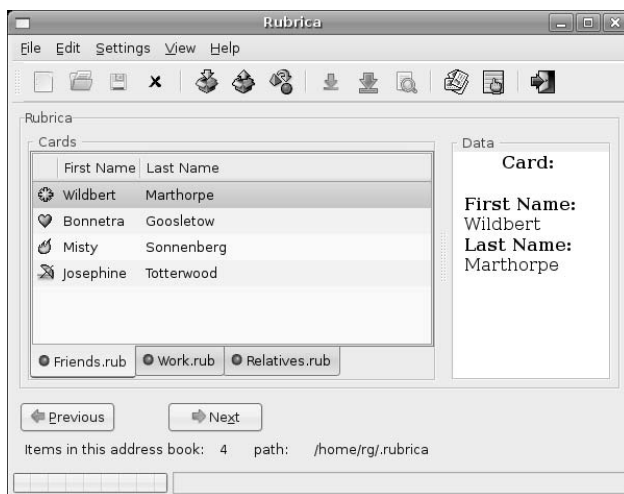 Rubrica
File Edit Settings View Help
Rubrica
Cards
First Name Last Name
Wildbert Marthorpe
Bonnetra Goosletow
Misty Sonnenberg
Josephine Totterwood
Friends.rub Work.rub Relatives.rub
Data
Card:
First Name:
Wildbert
Last Name:
Marthorpe
Previous Next
Items in this address book: 4 path: /home/rg/.rubrica